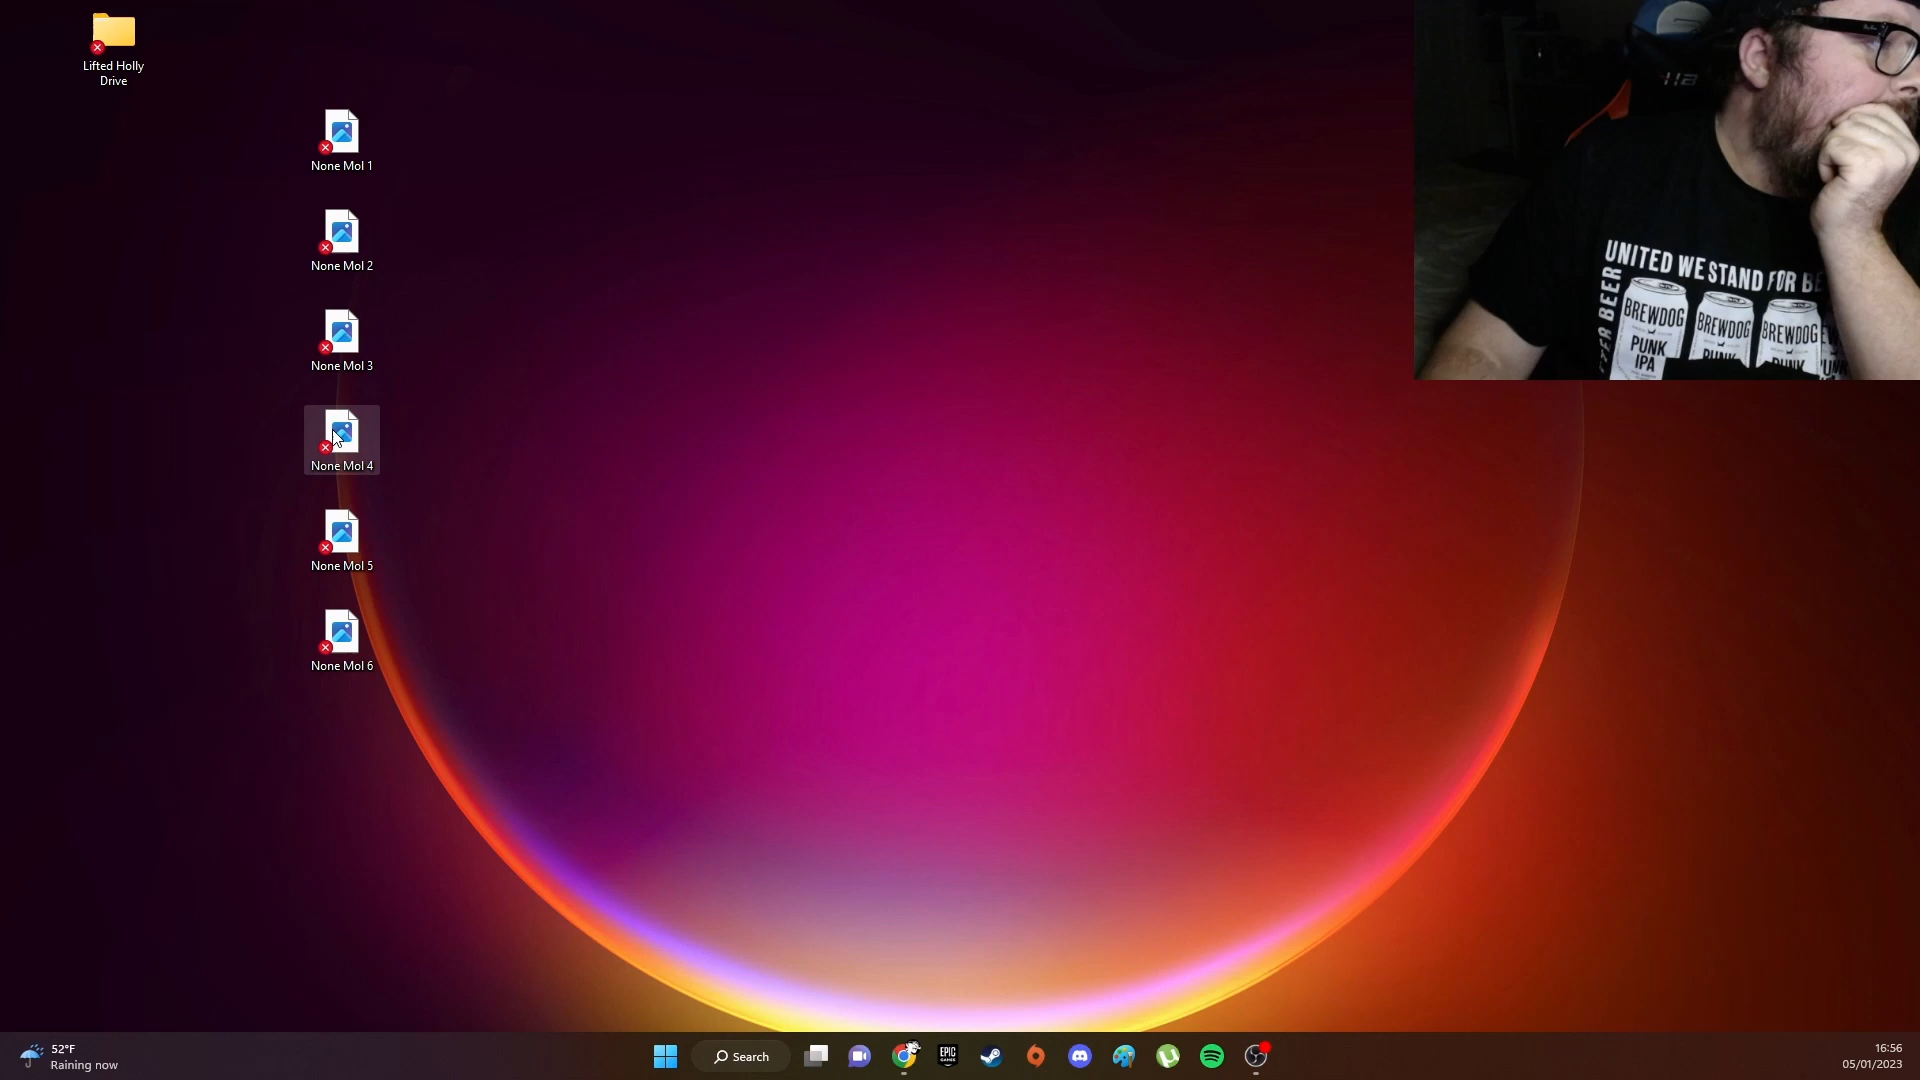 Lifted Holly
Drive
None Mol 1
None Mol 2
None Mol 3
None Mol 4
None Mol 5
None Mol 6
UNITED WE STAND FOR
BEER
BREWDOG
PUNK
IPA
BREWDOG
PUNK
BREWDOG
PUNK
52°F
Raining now
Search
EPIC
GAMES
16:56
05/01/2023